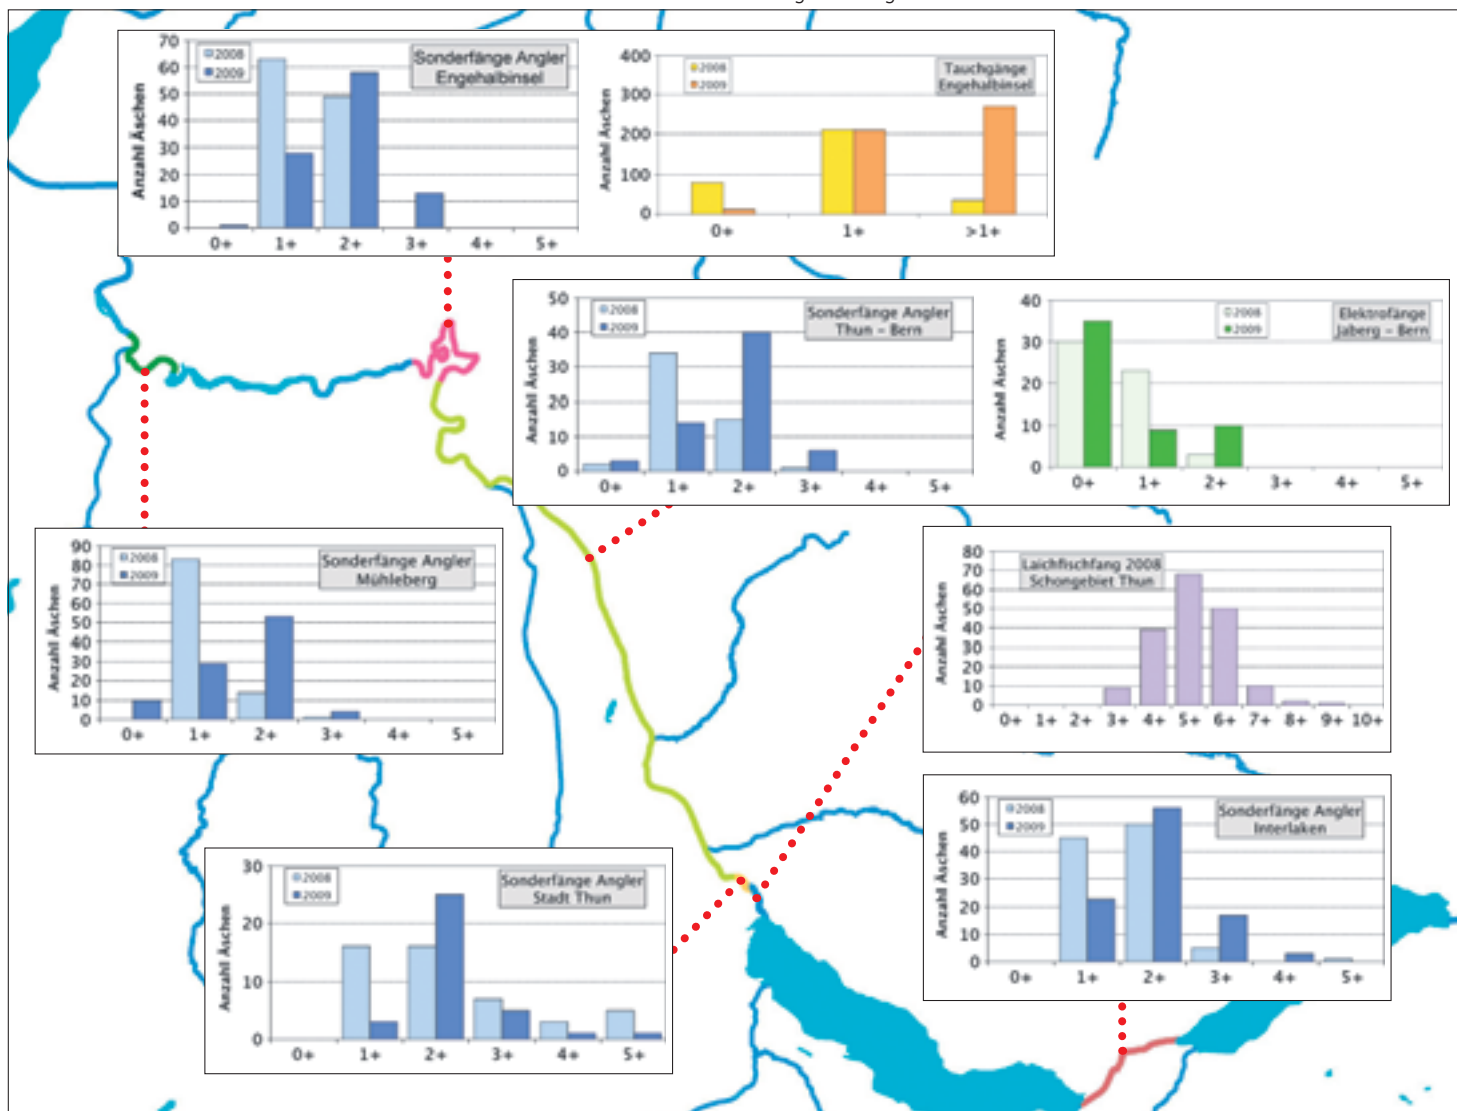 70
60
50
40
30
20
10
0
Anzahl Äschen
2008
2009
Sonderfänge Angler
Engehalbinsel
0+ 1+ 2+ 3+ 4+ 5+
400
300
200
100
0
Anzahl Äschen
2008
2009
Tauchgänge
Engehalbinsel
0+ 1+ >1+
50
40
30
20
10
0
Anzahl Äschen
2008
2009
Sonderfänge Angler
Thun – Bern
0+ 1+ 2+ 3+ 4+ 5+
40
30
20
10
0
Anzahl Äschen
2008
2009
Elektrofänge
Jaberg – Bern
0+ 1+ 2+ 3+ 4+ 5+
90
80
70
60
50
40
30
20
10
0
Anzahl Äschen
2008
2009
Sonderfänge Angler
Mühleberg
0+ 1+ 2+ 3+ 4+ 5+
80
70
60
50
40
30
20
10
0
Anzahl Äschen
Laichfischfang 2008
Schongebiet Thun
0+ 1+ 2+ 3+ 4+ 5+ 6+ 7+ 8+ 9+ 10+
60
50
40
30
20
10
0
Anzahl Äschen
2008
2009
Sonderfänge Angler
Interlaken
0+ 1+ 2+ 3+ 4+ 5+
30
20
10
0
Anzahl Äschen
2008
2009
Sonderfänge Angler
Stadt Thun
0+ 1+ 2+ 3+ 4+ 5+